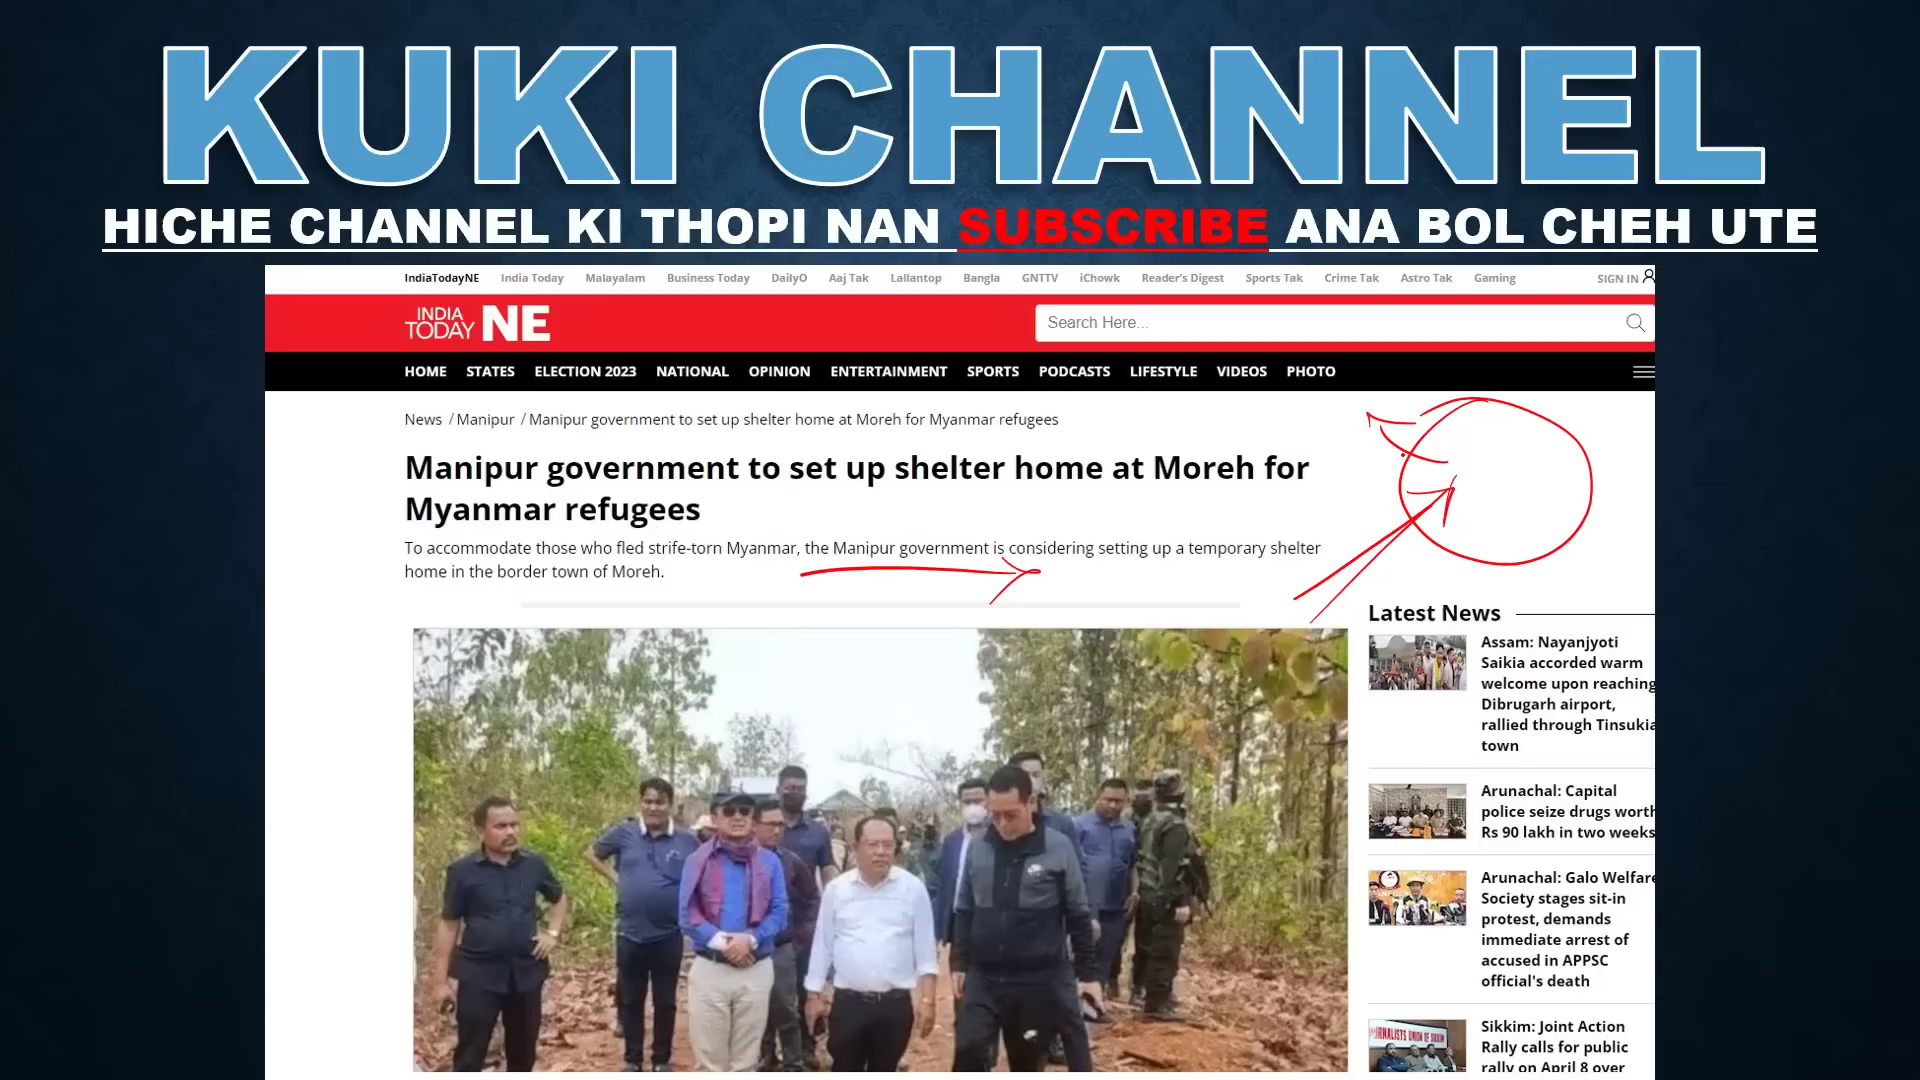 KUKI CHANNEL
HICHE CHANNEL KI THOPI NAN SUBSCRIBE ANA BOL CHEH UTE
IndiaTodayNE India Today Malayalam Business Today DailyO Aaj Tak Lallantop Bangla GNTTV iChowk Reader's Digest Sports Tak Crime Tak Astro Tak Gaming SIGN IN
INDIA
TODAY NE
Search Here...
HOME STATES ELECTION 2023 NATIONAL OPINION ENTERTAINMENT SPORTS PODCASTS LIFESTYLE VIDEOS PHOTO
News / Manipur / Manipur government to set up shelter home at Moreh for Myanmar refugees
Manipur government to set up shelter home at Moreh for
Myanmar refugees
To accommodate those who fled strife-torn Myanmar, the Manipur government is considering setting up a temporary shelter
home in the border town of Moreh.
Latest News
Assam: Nayanjyoti
Saikia accorded warm
welcome upon reaching
Dibrugarh airport,
rallied through Tinsukia
town
Arunachal: Capital
police seize drugs worth
Rs 90 lakh in two weeks
Arunachal: Galo Welfare
Society stages sit-in
protest, demands
immediate arrest of
accused in APPSC
official's death
Sikkim: Joint Action
Rally calls for public
rally on April 8 over